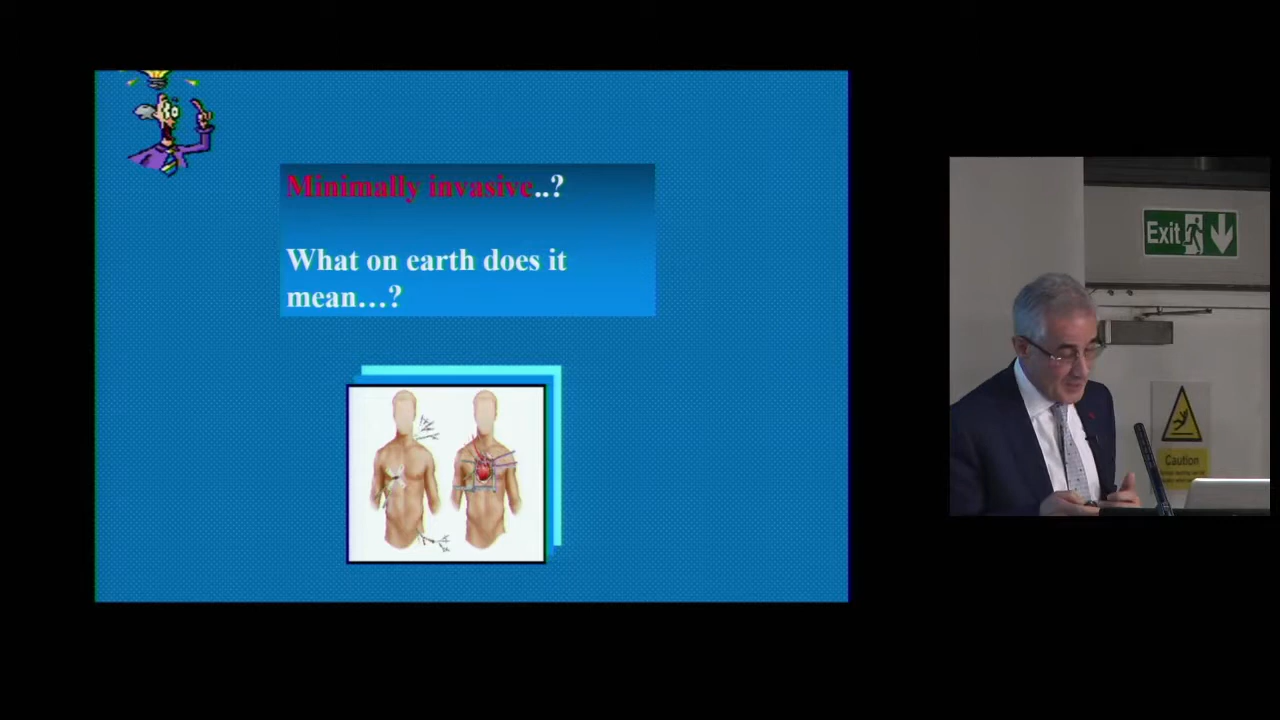 Minimally invasive..?
What on earth does it
mean...?
Exit
Caution